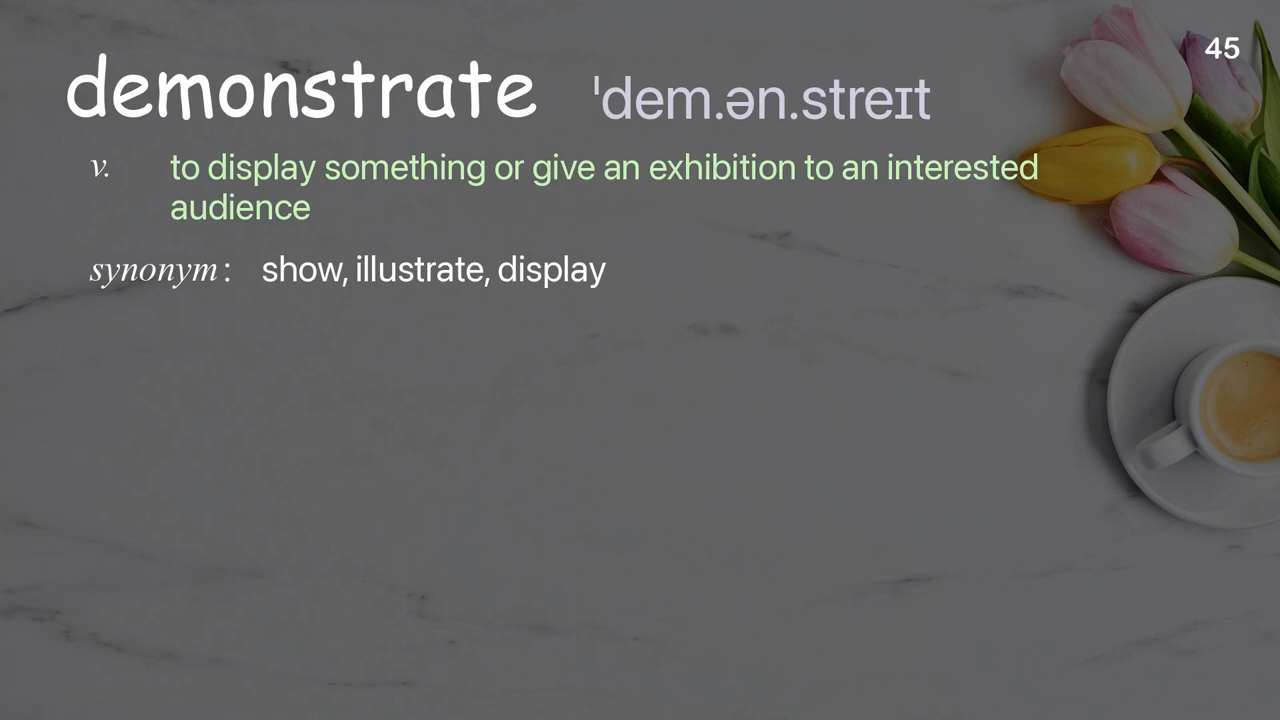 45
demonstrate ˈdem.ən.streɪt
v. to display something or give an exhibition to an interested
audience
synonym: show, illustrate, display